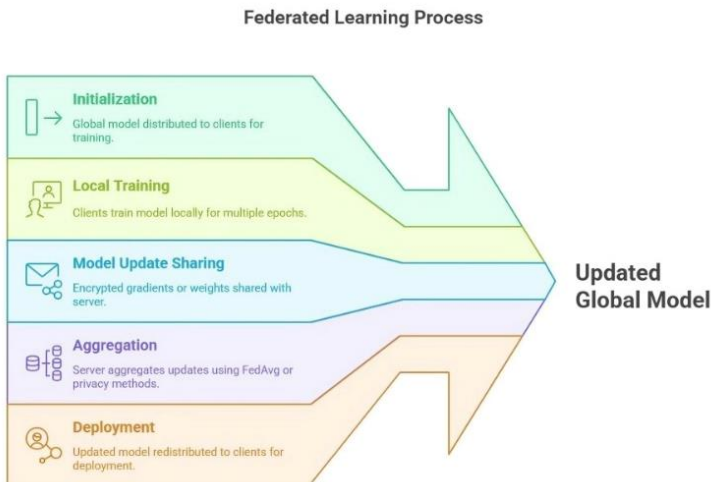 Federated Learning Process
Initialization
Global model distributed to clients for
training.
Local Training
Clients train model locally for multiple epochs.
Model Update Sharing
Encrypted gradients or weights shared with
server.
Aggregation
Server aggregates updates using FedAvg or
privacy methods.
Deployment
Updated model redistributed to clients for
deployment.
Updated
Global Model